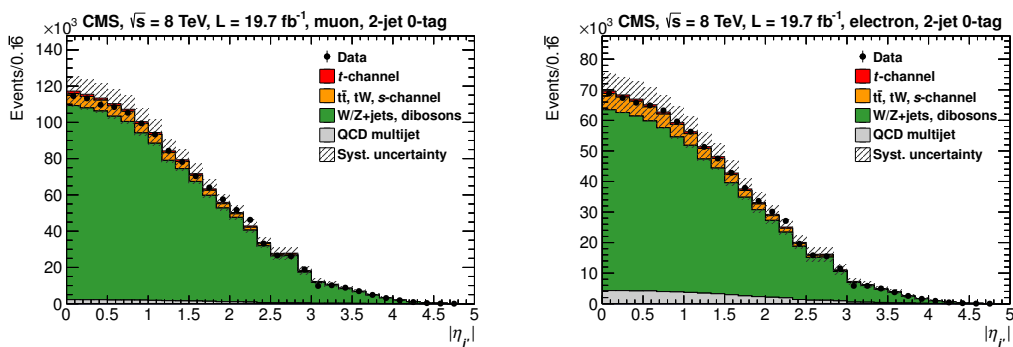 ×10³ CMS, √s = 8 TeV, L = 19.7 fb⁻¹, muon, 2-jet 0-tag
Events/0.16̅
140
120
100
80
60
40
20
0
Data
t-channel
tt̄, tW, s-channel
W/Z+jets, dibosons
QCD multijet
Syst. uncertainty
0 0.5 1 1.5 2 2.5 3 3.5 4 4.5 5
|η_j'|
×10³ CMS, √s = 8 TeV, L = 19.7 fb⁻¹, electron, 2-jet 0-tag
Events/0.16̅
80
70
60
50
40
30
20
10
0
Data
t-channel
tt̄, tW, s-channel
W/Z+jets, dibosons
QCD multijet
Syst. uncertainty
0 0.5 1 1.5 2 2.5 3 3.5 4 4.5 5
|η_j'|